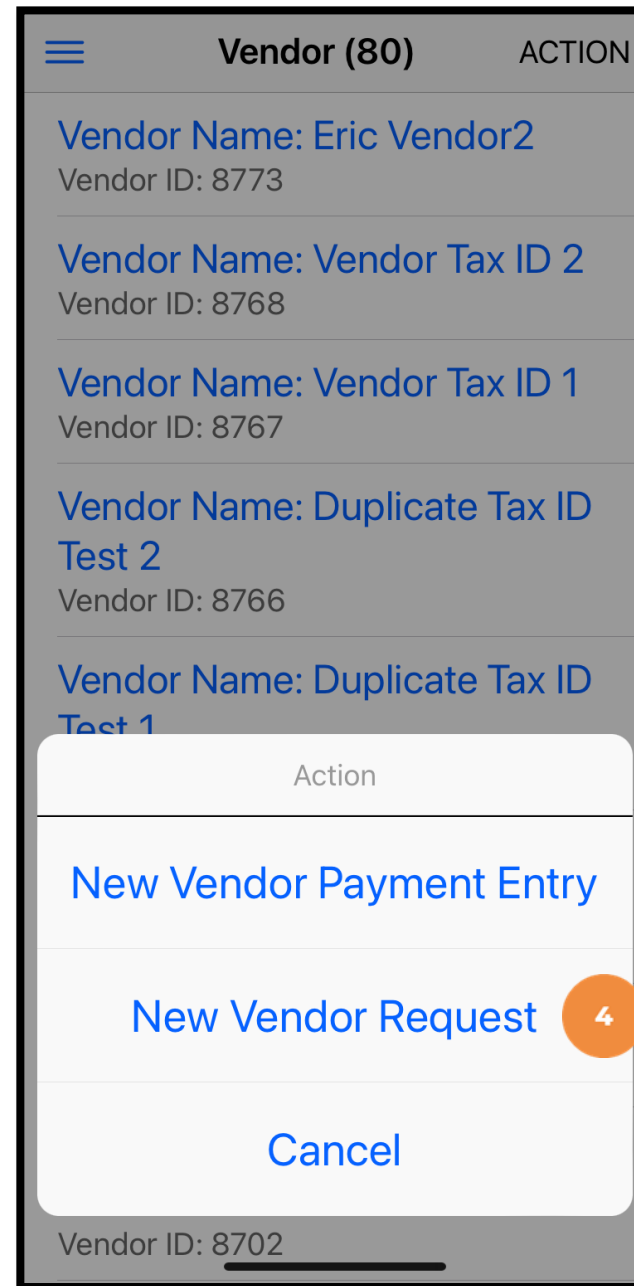 Vendor (80) ACTION
Vendor Name: Eric Vendor2
Vendor ID: 8773
Vendor Name: Vendor Tax ID 2
Vendor ID: 8768
Vendor Name: Vendor Tax ID 1
Vendor ID: 8767
Vendor Name: Duplicate Tax ID
Test 2
Vendor ID: 8766
Vendor Name: Duplicate Tax ID
Test 1
Action
New Vendor Payment Entry
New Vendor Request 4
Cancel
Vendor ID: 8702